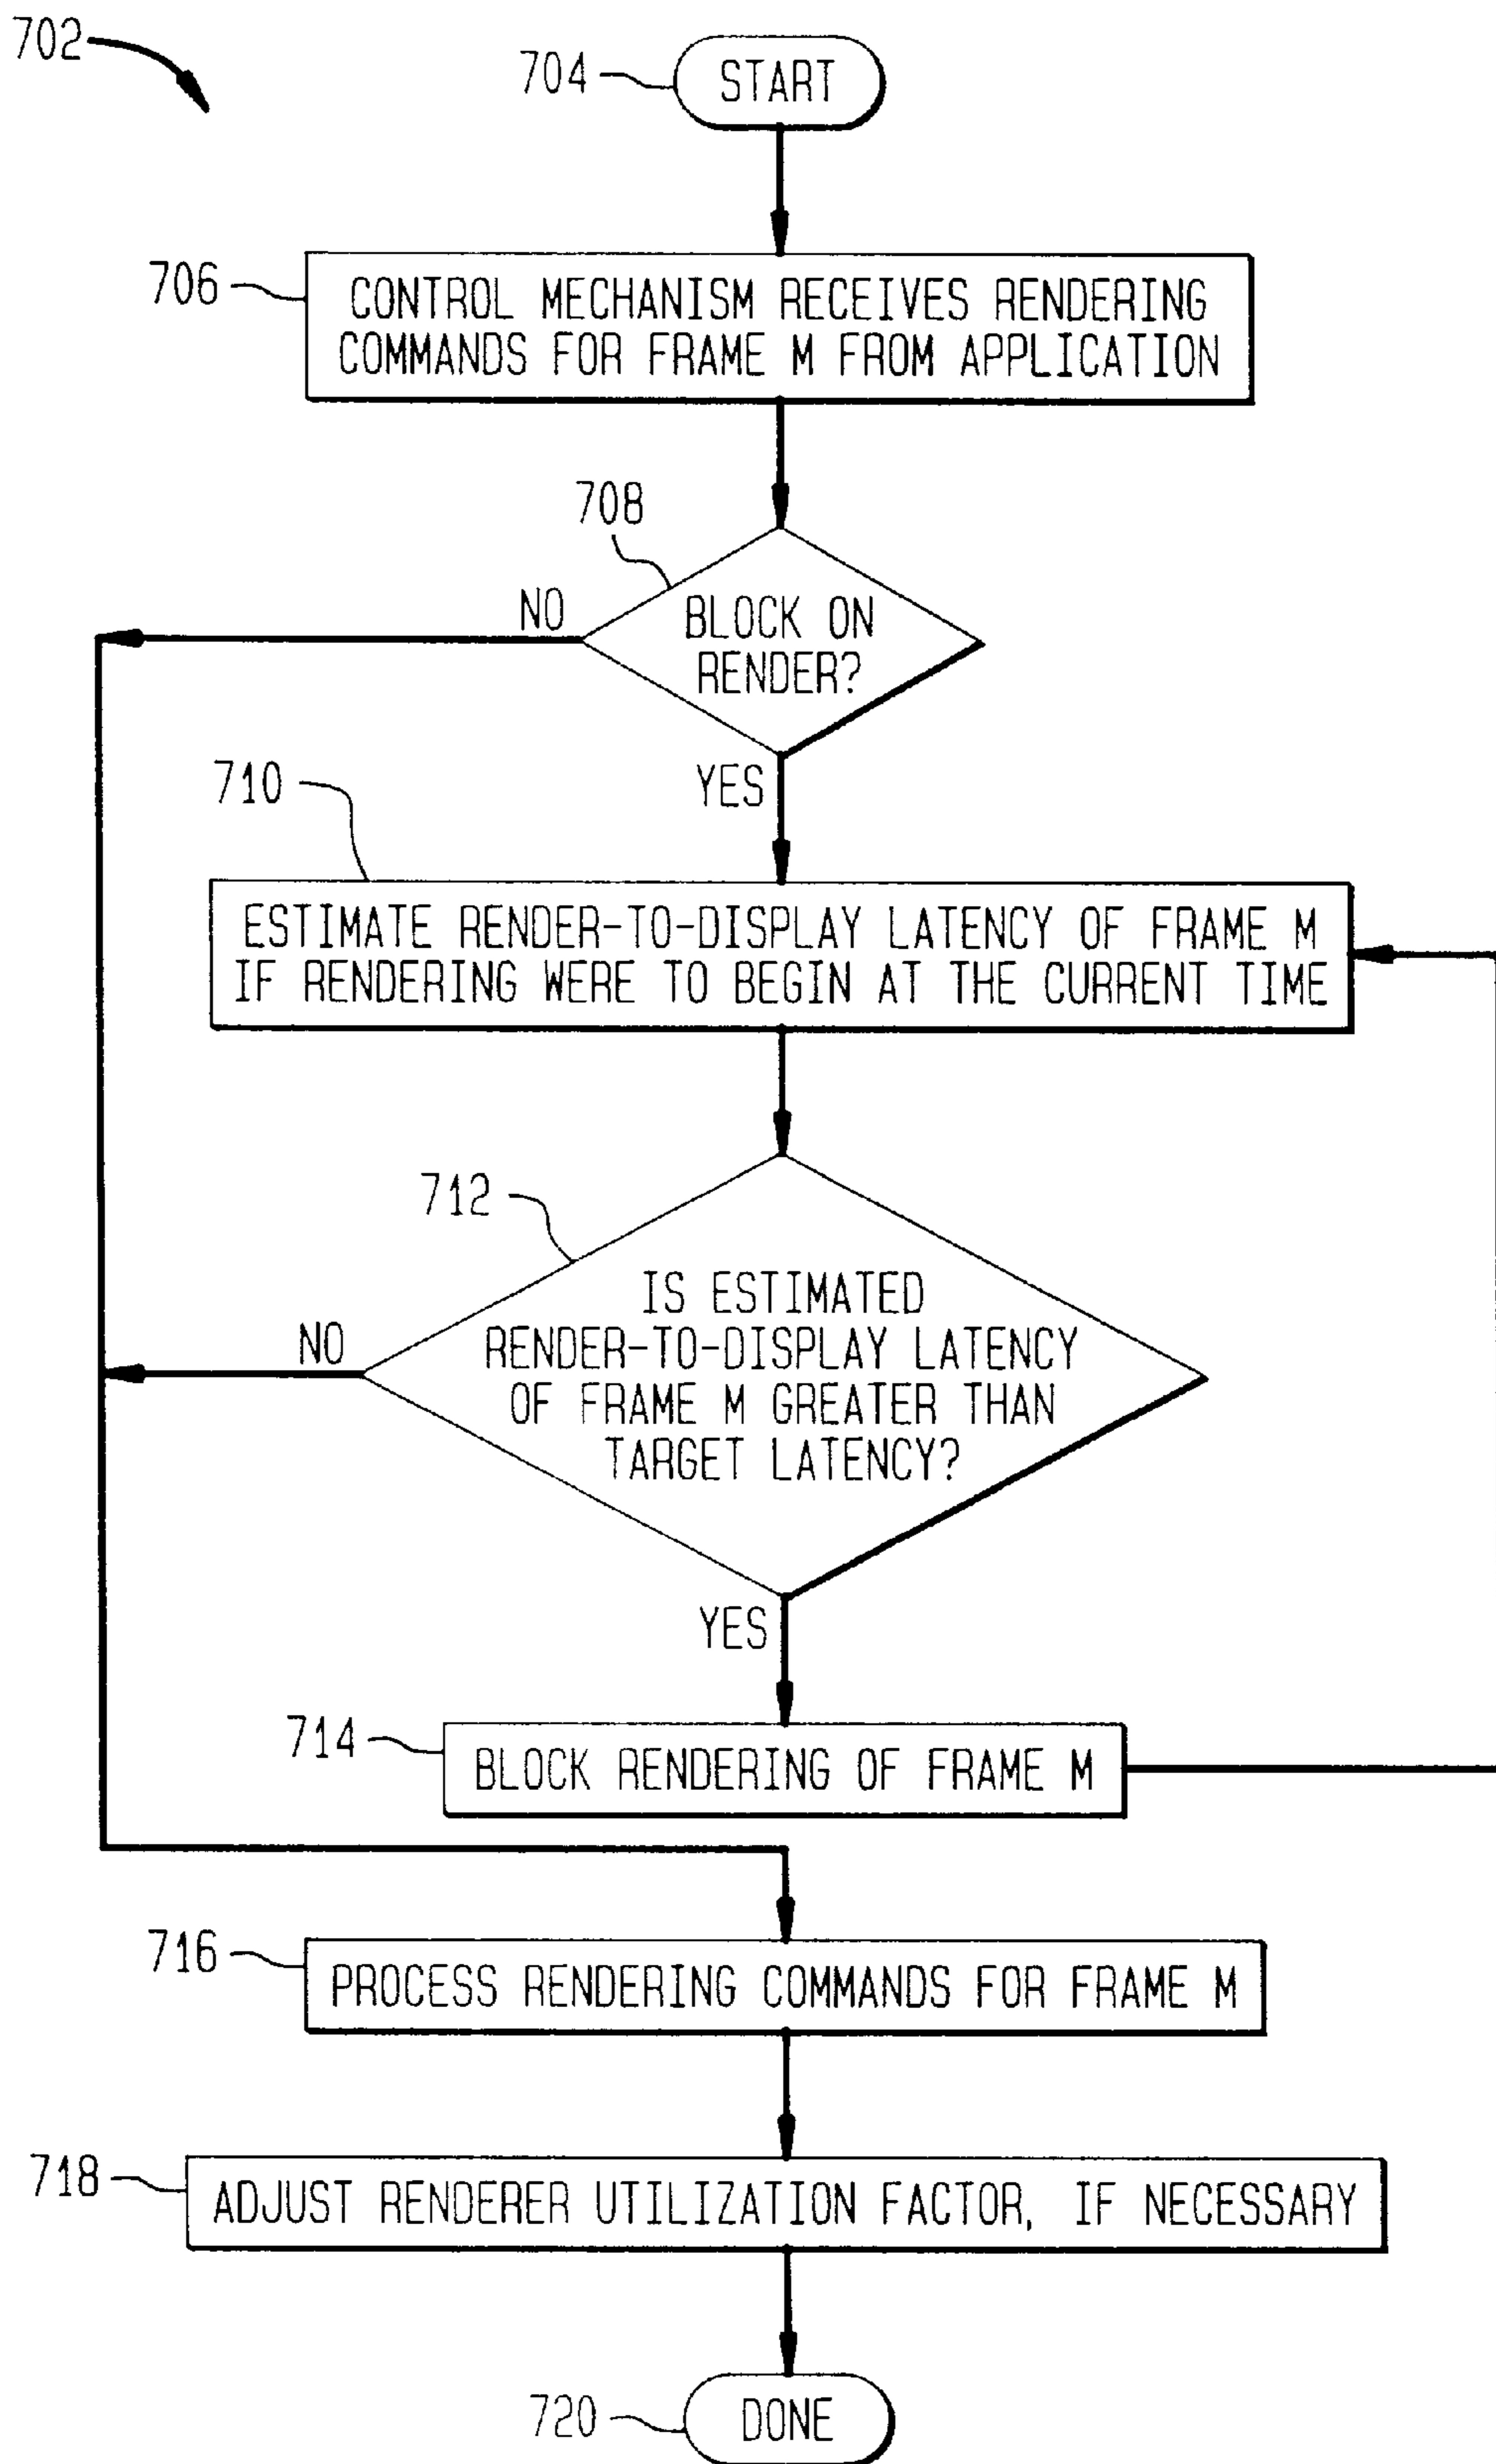 702
704
START
706
CONTROL MECHANISM RECEIVES RENDERING
COMMANDS FOR FRAME M FROM APPLICATION
708
NO
BLOCK ON
RENDER?
YES
710
ESTIMATE RENDER-TO-DISPLAY LATENCY OF FRAME M
IF RENDERING WERE TO BEGIN AT THE CURRENT TIME
712
NO
IS ESTIMATED
RENDER-TO-DISPLAY LATENCY
OF FRAME M GREATER THAN
TARGET LATENCY?
YES
714
BLOCK RENDERING OF FRAME M
716
PROCESS RENDERING COMMANDS FOR FRAME M
718
ADJUST RENDERER UTILIZATION FACTOR, IF NECESSARY
720
DONE